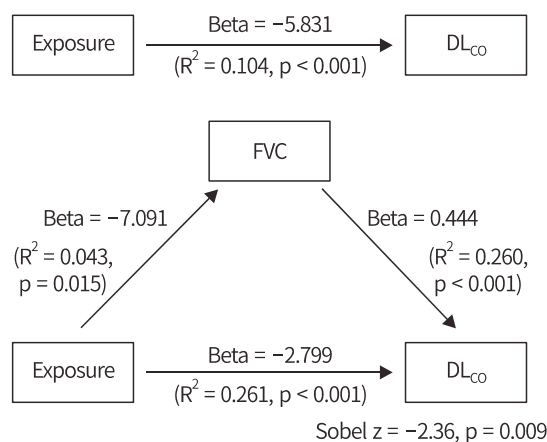 Beta = −5.831
Exposure
DL_CO
(R² = 0.104, p < 0.001)
FVC
Beta = −7.091
Beta = 0.444
(R² = 0.043,
p = 0.015)
(R² = 0.260,
p < 0.001)
Beta = −2.799
Exposure
DL_CO
(R² = 0.261, p < 0.001)
Sobel z = −2.36, p = 0.009